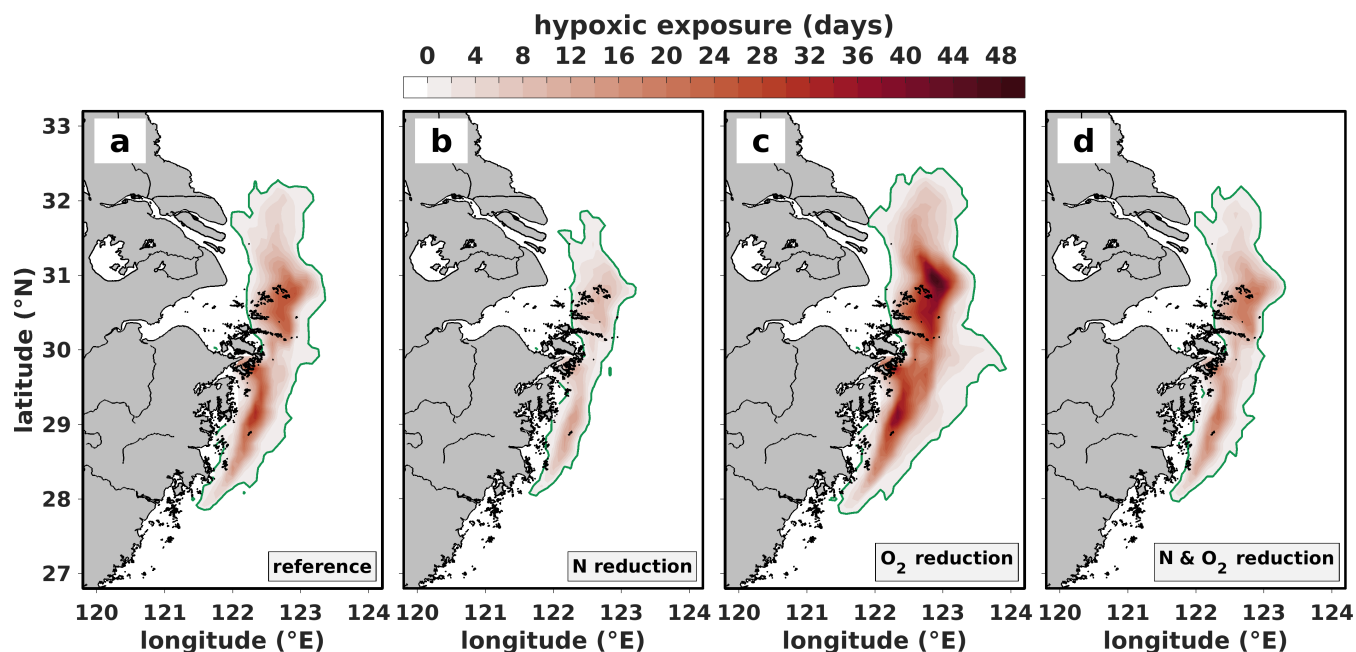 hypoxic exposure (days)
0 4 8 12 16 20 24 28 32 36 40 44 48
a b c d
33
32
31
30
29
28
27
latitude (°N)
reference N reduction O₂ reduction N & O₂ reduction
120 121 122 123 124 120 121 122 123 124 120 121 122 123 124 120 121 122 123 124
longitude (°E) longitude (°E) longitude (°E) longitude (°E)